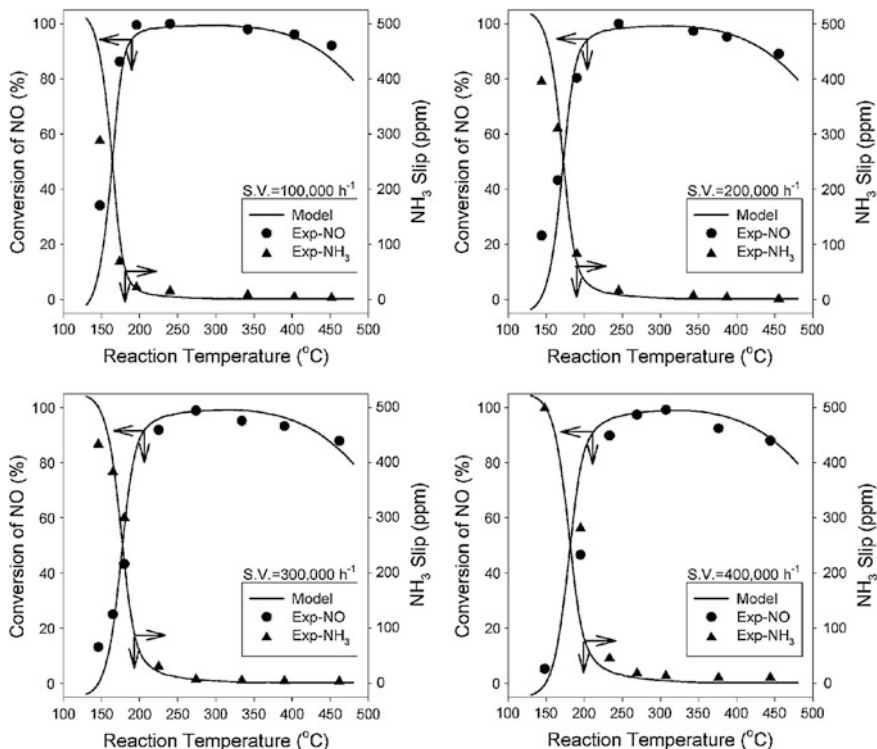 100
80
60
40
20
0
Conversion of NO (%)
500
400
300
200
100
0
NH3 Slip (ppm)
S.V.=100,000 h-1
Model
Exp-NO
Exp-NH3
100 150 200 250 300 350 400 450 500
Reaction Temperature (oC)
100
80
60
40
20
0
Conversion of NO (%)
500
400
300
200
100
0
NH3 Slip (ppm)
S.V.=200,000 h-1
Model
Exp-NO
Exp-NH3
100 150 200 250 300 350 400 450 500
Reaction Temperature (oC)
100
80
60
40
20
0
Conversion of NO (%)
500
400
300
200
100
0
NH3 Slip (ppm)
S.V.=300,000 h-1
Model
Exp-NO
Exp-NH3
100 150 200 250 300 350 400 450 500
Reaction Temperature (oC)
100
80
60
40
20
0
Conversion of NO (%)
500
400
300
200
100
0
NH3 Slip (ppm)
S.V.=400,000 h-1
Model
Exp-NO
Exp-NH3
100 150 200 250 300 350 400 450 500
Reaction Temperature (oC)